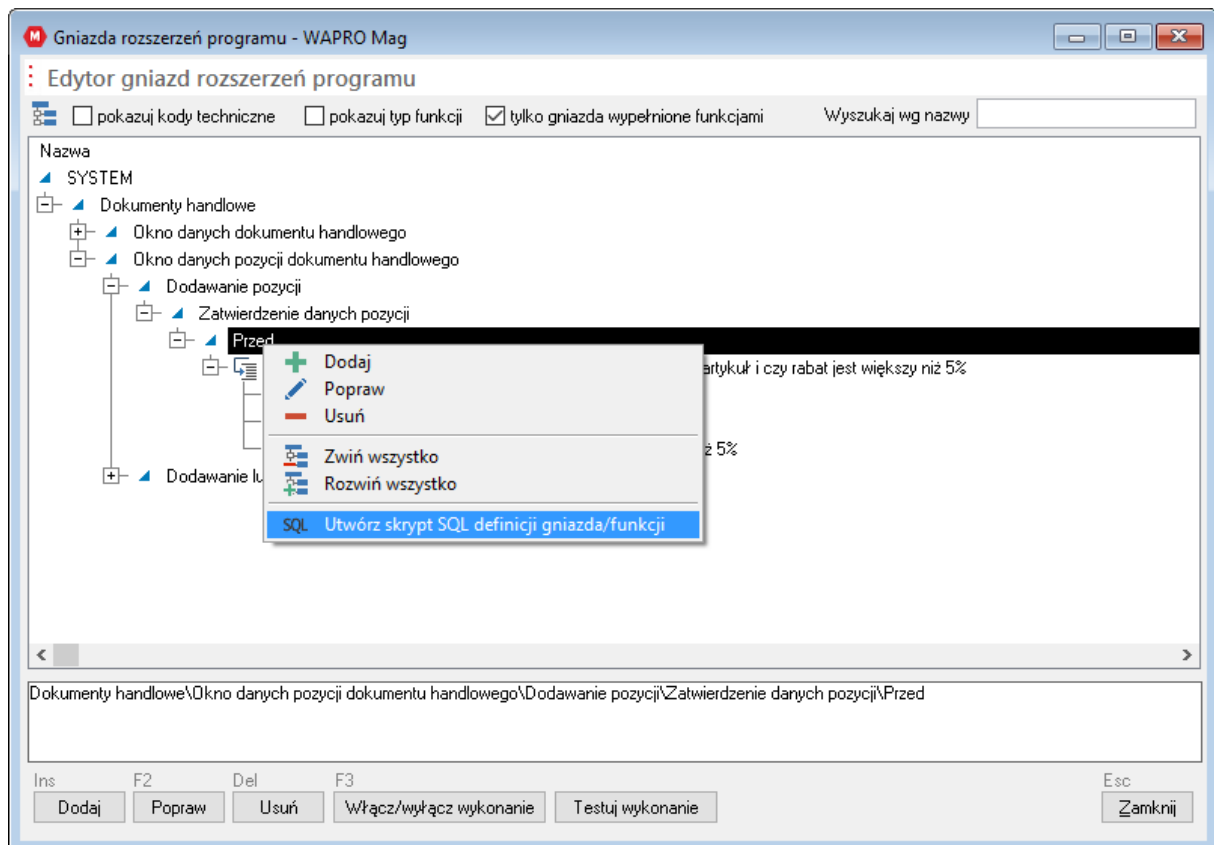 Gniazda rozszerzeń programu - WAPRO Mag
Edytor gniazd rozszerzeń programu
pokazuj kody techniczne pokazuj typ funkcji tylko gniazda wypełnione funkcjami Wyszukaj wg nazwy
Nazwa
SYSTEM
Dokumenty handlowe
Okno danych dokumentu handlowego
Okno danych pozycji dokumentu handlowego
Dodawanie pozycji
Zatwierdzenie danych pozycji
Przed
Dodaj
artykuł i czy rabat jest większy niż 5%
Popraw
Usuń
ż 5%
Zwiń wszystko
Dodawanie lu
Rozwiń wszystko
SQL Utwórz skrypt SQL definicji gniazda/funkcji
Dokumenty handlowe\Okno danych pozycji dokumentu handlowego\Dodawanie pozycji\Zatwierdzenie danych pozycji\Przed
Ins F2 Del F3 Esc
Dodaj Popraw Usuń Włącz/wyłącz wykonanie Testuj wykonanie Zamknij